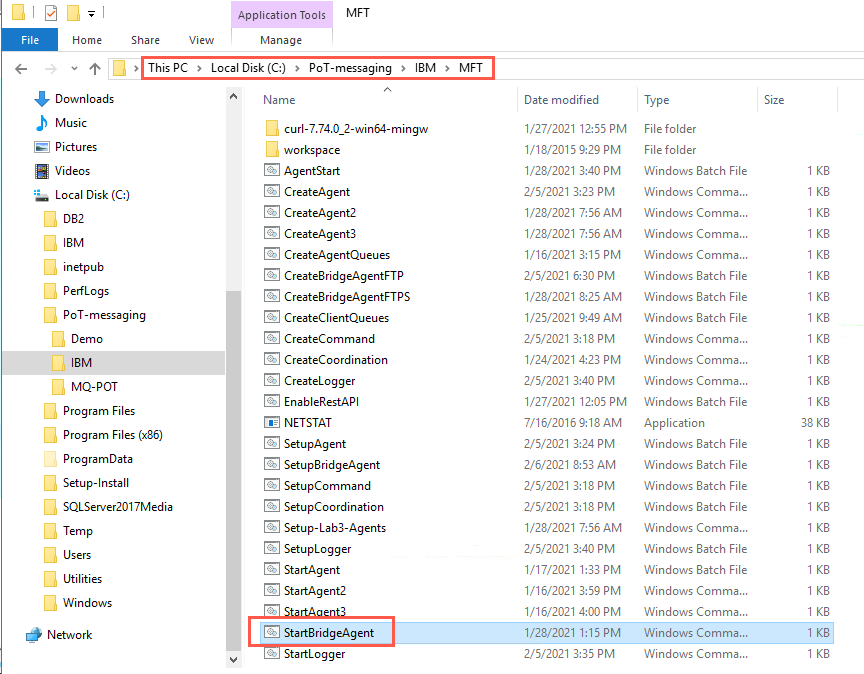 Application Tools MFT
File Home Share View Manage
This PC > Local Disk (C:) > PoT-messaging > IBM > MFT
Downloads
Music
Pictures
Videos
Local Disk (C:)
DB2
IBM
inetpub
PerfLogs
PoT-messaging
Demo
IBM
MQ-POT
Program Files
Program Files (x86)
ProgramData
Setup-Install
SQLServer2017Media
Temp
Users
Utilities
Windows
Network
Name Date modified Type Size
curl-7.74.0_2-win64-mingw 1/27/2021 12:55 PM File folder
workspace 1/18/2015 9:29 PM File folder
AgentStart 1/28/2021 3:40 PM Windows Batch File 1 KB
CreateAgent 2/5/2021 3:23 PM Windows Comma... 1 KB
CreateAgent2 1/28/2021 7:56 AM Windows Comma... 1 KB
CreateAgent3 1/28/2021 7:56 AM Windows Comma... 1 KB
CreateAgentQueues 1/16/2021 3:15 PM Windows Comma... 1 KB
CreateBridgeAgentFTP 2/5/2021 6:30 PM Windows Batch File 1 KB
CreateBridgeAgentFTPS 1/28/2021 8:25 AM Windows Batch File 1 KB
CreateClientQueues 1/25/2021 9:49 AM Windows Batch File 1 KB
CreateCommand 2/5/2021 3:18 PM Windows Comma... 1 KB
CreateCoordination 1/24/2021 4:23 PM Windows Comma... 1 KB
CreateLogger 2/5/2021 3:40 PM Windows Comma... 1 KB
EnableRestAPI 1/27/2021 12:05 PM Windows Batch File 1 KB
NETSTAT 7/16/2016 9:18 AM Application 38 KB
SetupAgent 2/5/2021 3:24 PM Windows Batch File 1 KB
SetupBridgeAgent 2/6/2021 8:53 AM Windows Batch File 1 KB
SetupCommand 2/5/2021 3:18 PM Windows Batch File 1 KB
SetupCoordination 2/5/2021 3:18 PM Windows Batch File 1 KB
Setup-Lab3-Agents 1/28/2021 7:56 AM Windows Comma... 1 KB
SetupLogger 2/5/2021 3:40 PM Windows Batch File 1 KB
StartAgent 1/17/2021 1:33 PM Windows Batch File 1 KB
StartAgent2 1/16/2021 3:59 PM Windows Comma... 1 KB
StartAgent3 1/16/2021 4:00 PM Windows Comma... 1 KB
StartBridgeAgent 1/28/2021 1:15 PM Windows Comma... 1 KB
StartLogger 2/5/2021 3:35 PM Windows Comma... 1 KB